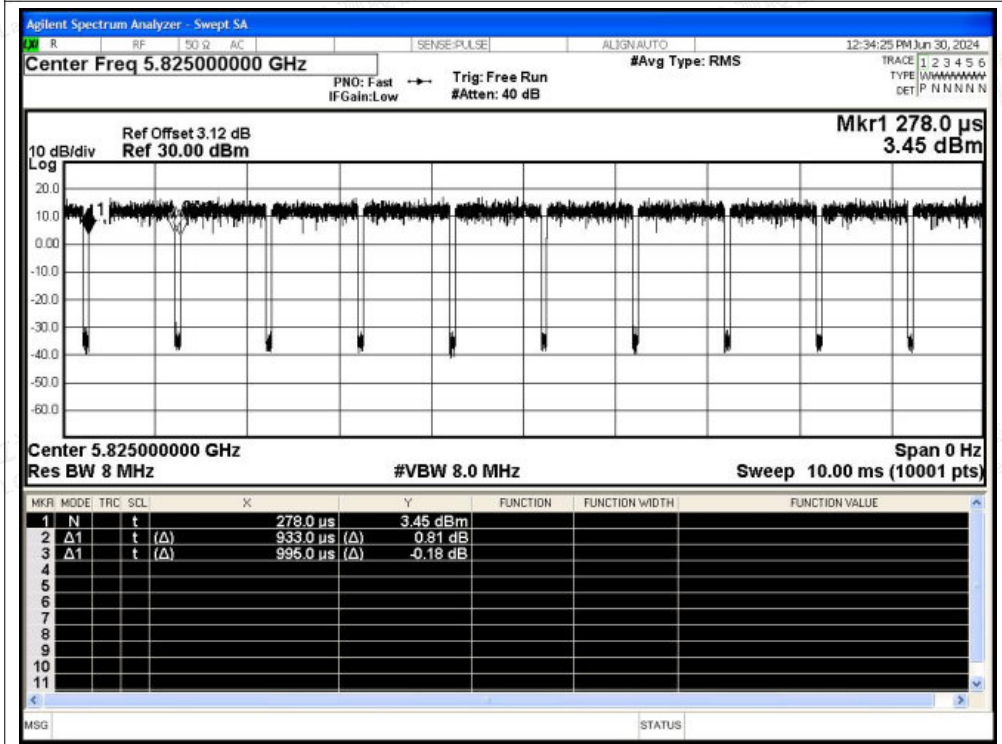 Agilent Spectrum Analyzer - Swept SA
R RF 50 Ω AC SENSE:PULSE ALIGN AUTO 12:34:25 PM Jun 30, 2024
Center Freq 5.825000000 GHz #Avg Type: RMS TRACE 1 2 3 4 5 6
PNO: Fast Trig: Free Run TYPE WWWWWW
IFGain:Low #Atten: 40 dB DET P N N N N N
Mkr1 278.0 µs
Ref Offset 3.12 dB
10 dB/div Ref 30.00 dBm 3.45 dBm
Log
20.0
10.0 1
0.00
-10.0
-20.0
-30.0
-40.0
-50.0
-60.0
Center 5.825000000 GHz Span 0 Hz
Res BW 8 MHz #VBW 8.0 MHz Sweep 10.00 ms (10001 pts)
MKR MODE TRC SCL X Y FUNCTION FUNCTION WIDTH FUNCTION VALUE
1 N t 278.0 µs 3.45 dBm
2 Δ1 t (Δ) 933.0 µs (Δ) 0.81 dB
3 Δ1 t (Δ) 995.0 µs (Δ) -0.18 dB
4
5
6
7
8
9
10
11
MSG STATUS